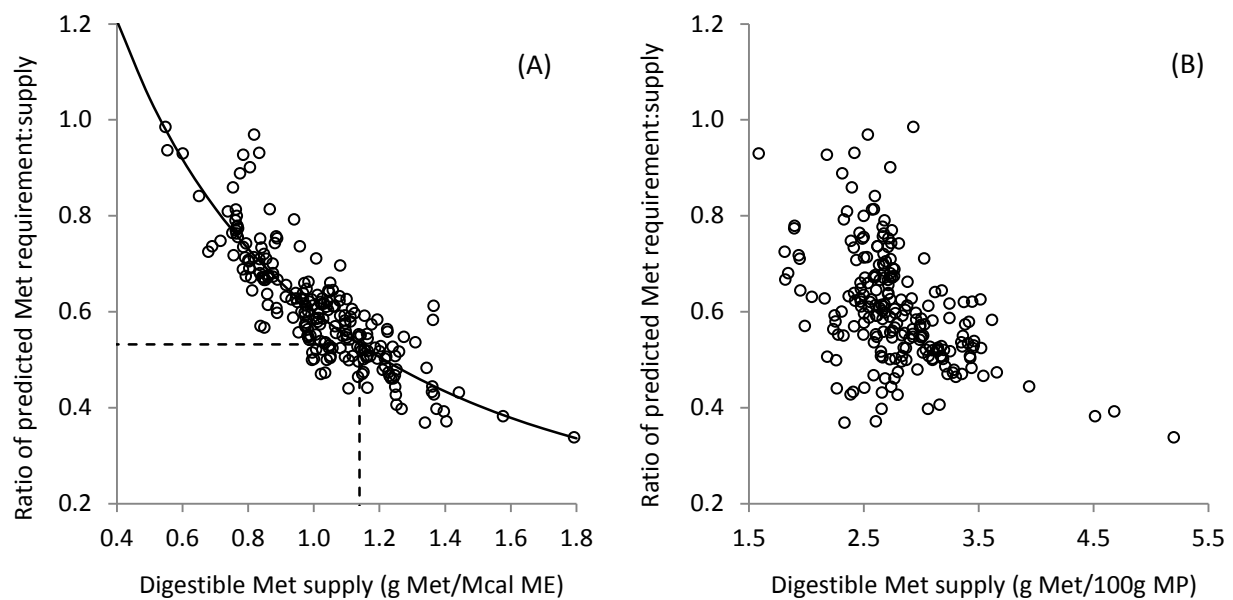 Ratio of predicted Met requirement:supply
1.2
1.0
0.8
0.6
0.4
0.2
(A)
0.4 0.6 0.8 1.0 1.2 1.4 1.6 1.8
Digestible Met supply (g Met/Mcal ME)
Ratio of predicted Met requirement:supply
1.2
1.0
0.8
0.6
0.4
0.2
(B)
1.5 2.5 3.5 4.5 5.5
Digestible Met supply (g Met/100g MP)